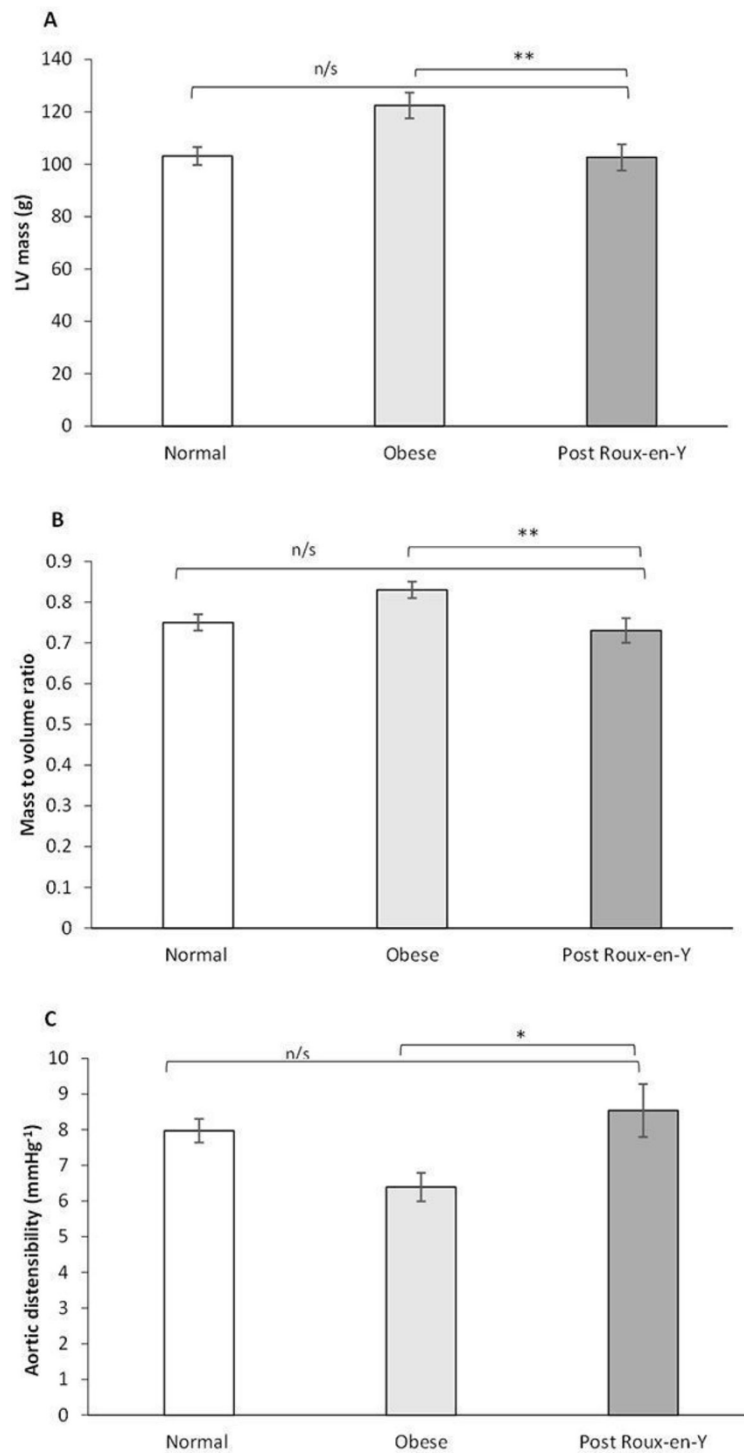 A
n/s
**
140
120
100
80
60
40
20
0
LV mass (g)
Normal Obese Post Roux-en-Y
B
n/s
**
0.9
0.8
0.7
0.6
0.5
0.4
0.3
0.2
0.1
0
Mass to volume ratio
Normal Obese Post Roux-en-Y
C
n/s
*
10
9
8
7
6
5
4
3
2
1
0
Aortic distensibility (mmHg⁻¹)
Normal Obese Post Roux-en-Y